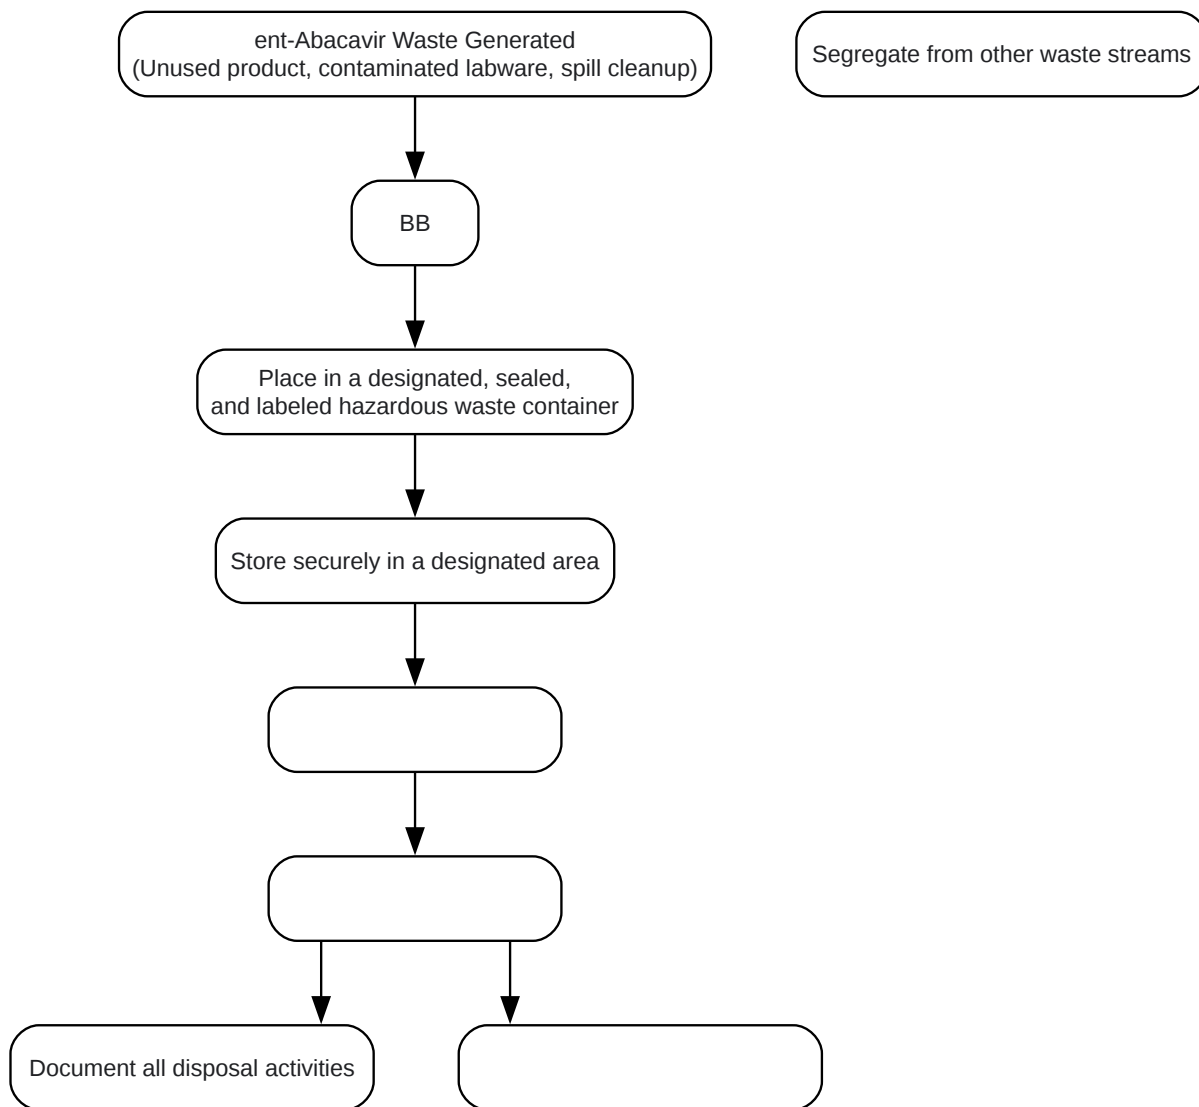 ent-Abacavir Waste Generated
(Unused product, contaminated labware, spill cleanup)
Segregate from other waste streams
BB
Place in a designated, sealed,
and labeled hazardous waste container
Store securely in a designated area
Document all disposal activities